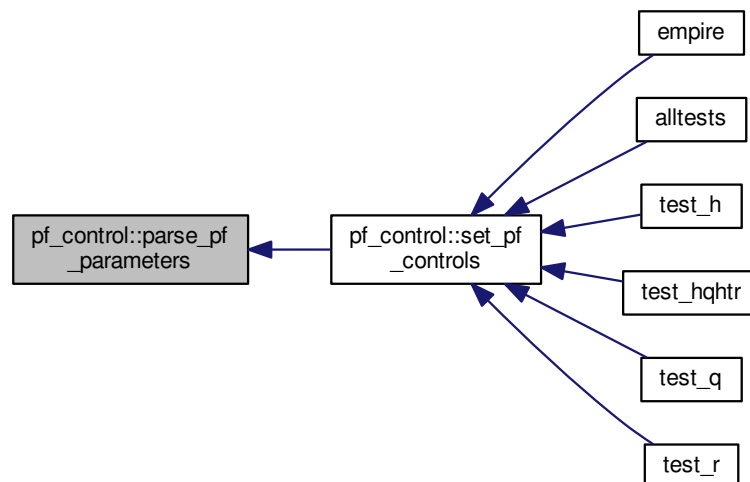 empire
alltests
test_h
pf_control::parse_pf
_parameters
pf_control::set_pf
_controls
test_hqhtr
test_q
test_r